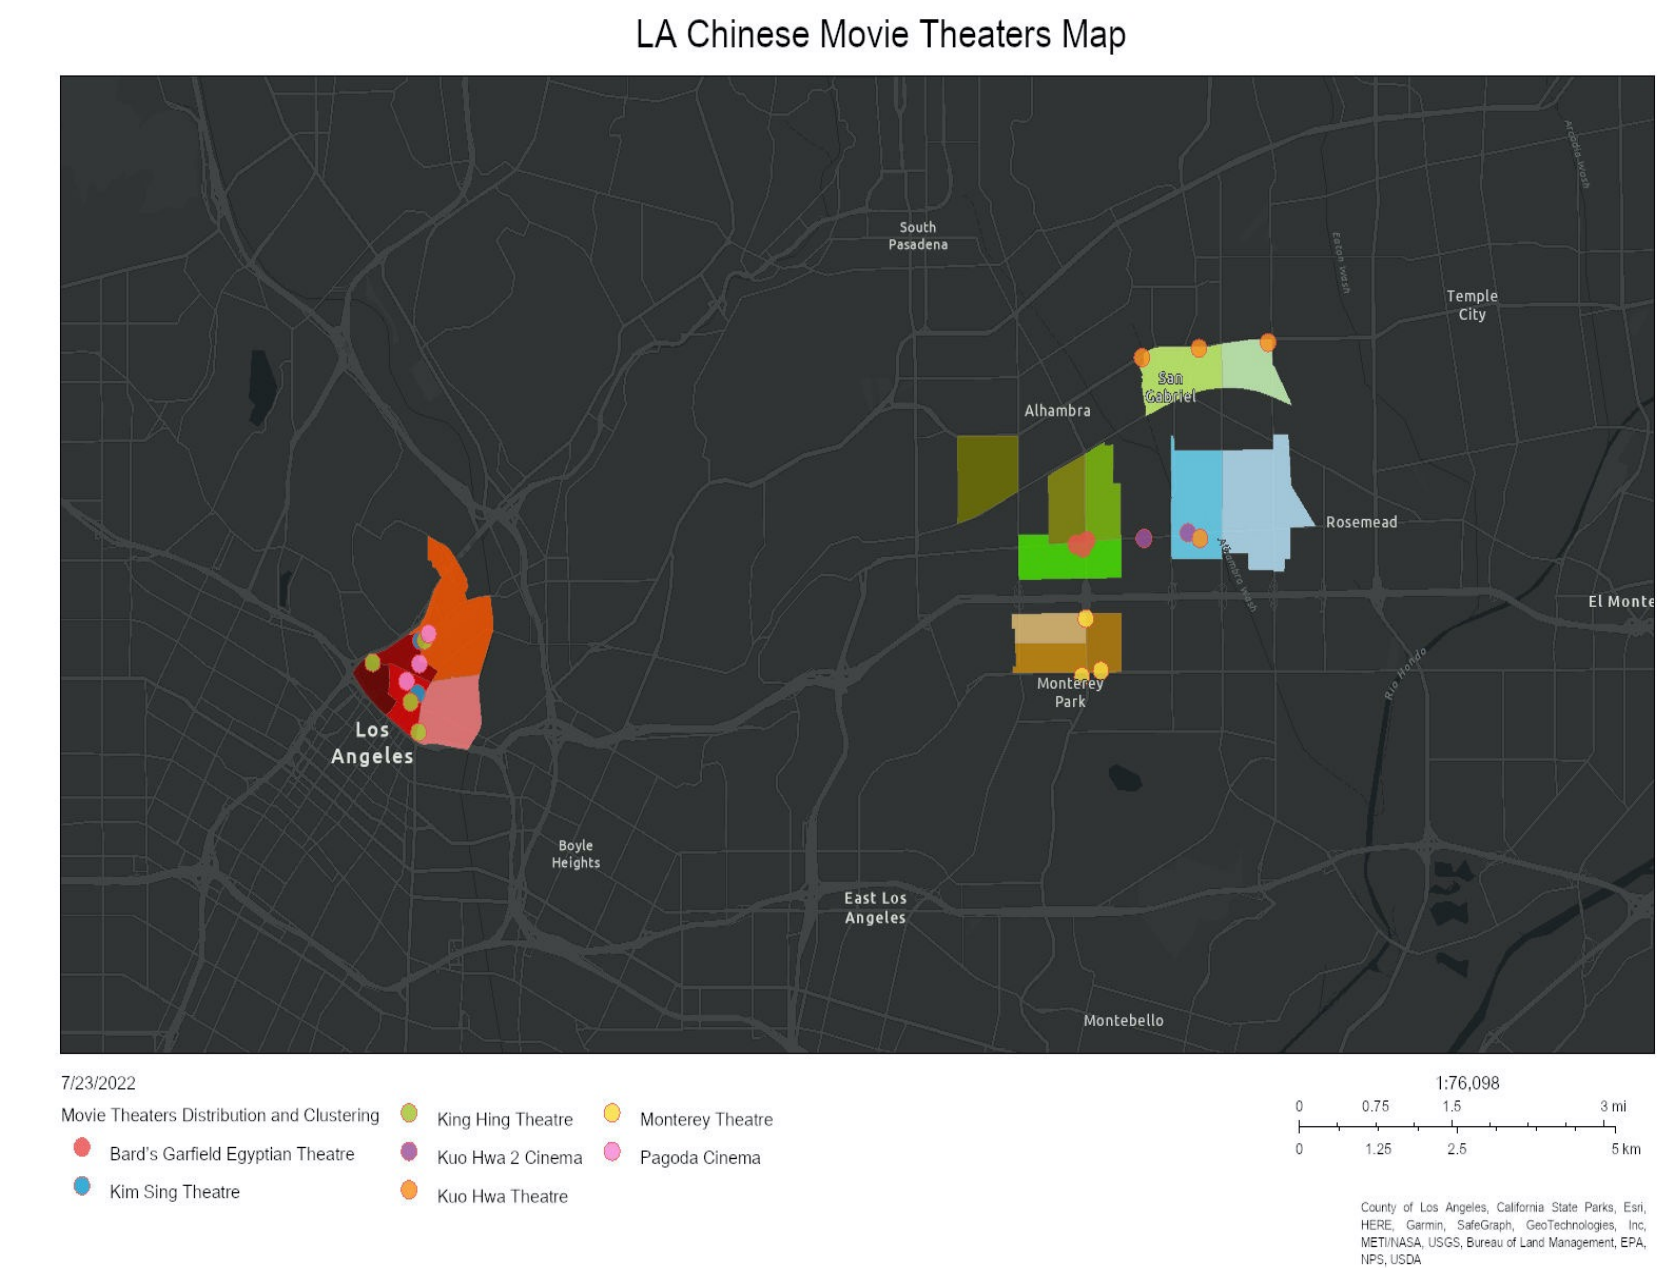 LA Chinese Movie Theaters Map
South
Pasadena
Arcadia Wash
Eaton Wash
Temple
City
San
Gabriel
Alhambra
Rosemead
Alhambra Wash
El Monte
Rio Hondo
Monterey
Park
Los
Angeles
Boyle
Heights
East Los
Angeles
Montebello
7/23/2022
Movie Theaters Distribution and Clustering
Bard's Garfield Egyptian Theatre
Kim Sing Theatre
King Hing Theatre
Kuo Hwa 2 Cinema
Kuo Hwa Theatre
Monterey Theatre
Pagoda Cinema
1:76,098
0 0.75 1.5 3 mi
0 1.25 2.5 5 km
County of Los Angeles, California State Parks, Esri,
HERE, Garmin, SafeGraph, GeoTechnologies, Inc,
METI/NASA, USGS, Bureau of Land Management, EPA,
NPS, USDA